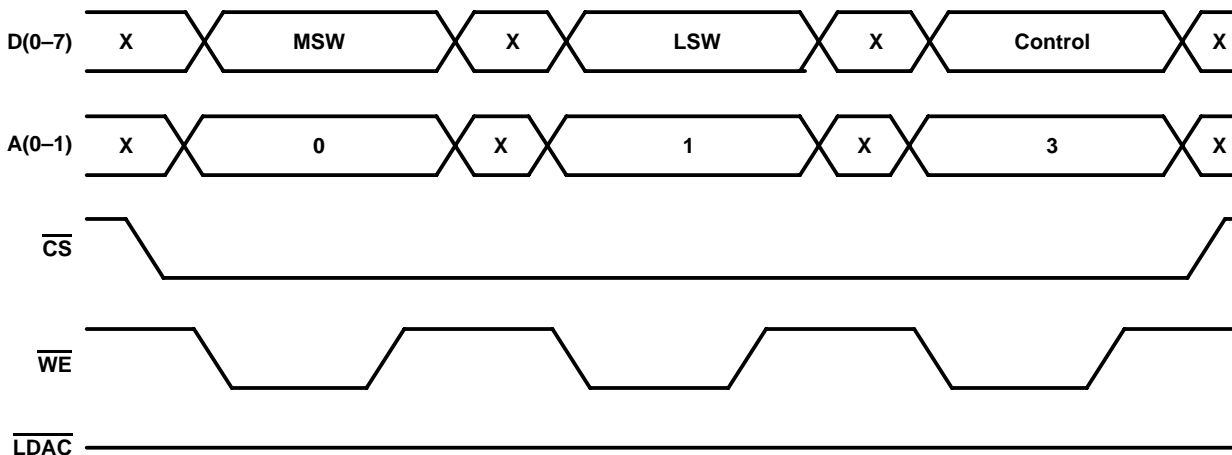 D(0–7) X MSW X LSW X Control X
A(0–1) X 0 X 1 X 3 X
CS
WE
LDAC